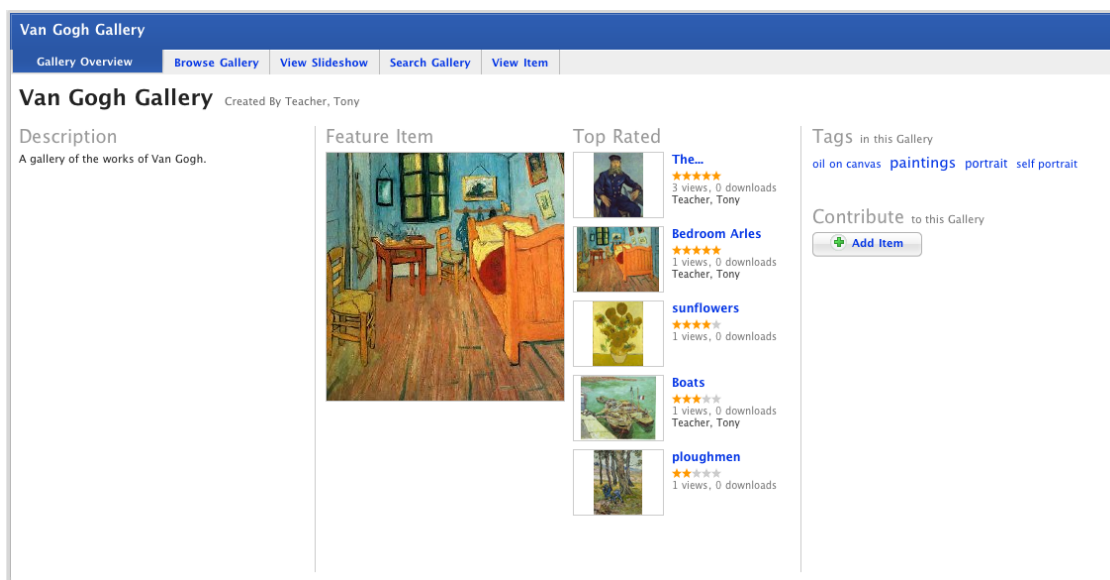 Van Gogh Gallery
Gallery Overview
Browse Gallery
View Slideshow
Search Gallery
View Item
Van Gogh Gallery Created By Teacher, Tony
Description
A gallery of the works of Van Gogh.
Feature Item
Top Rated
The...
3 views, 0 downloads
Teacher, Tony
Bedroom Arles
1 views, 0 downloads
Teacher, Tony
sunflowers
1 views, 0 downloads
Boats
1 views, 0 downloads
Teacher, Tony
ploughmen
1 views, 0 downloads
Tags in this Gallery
oil on canvas paintings portrait self portrait
Contribute to this Gallery
Add Item